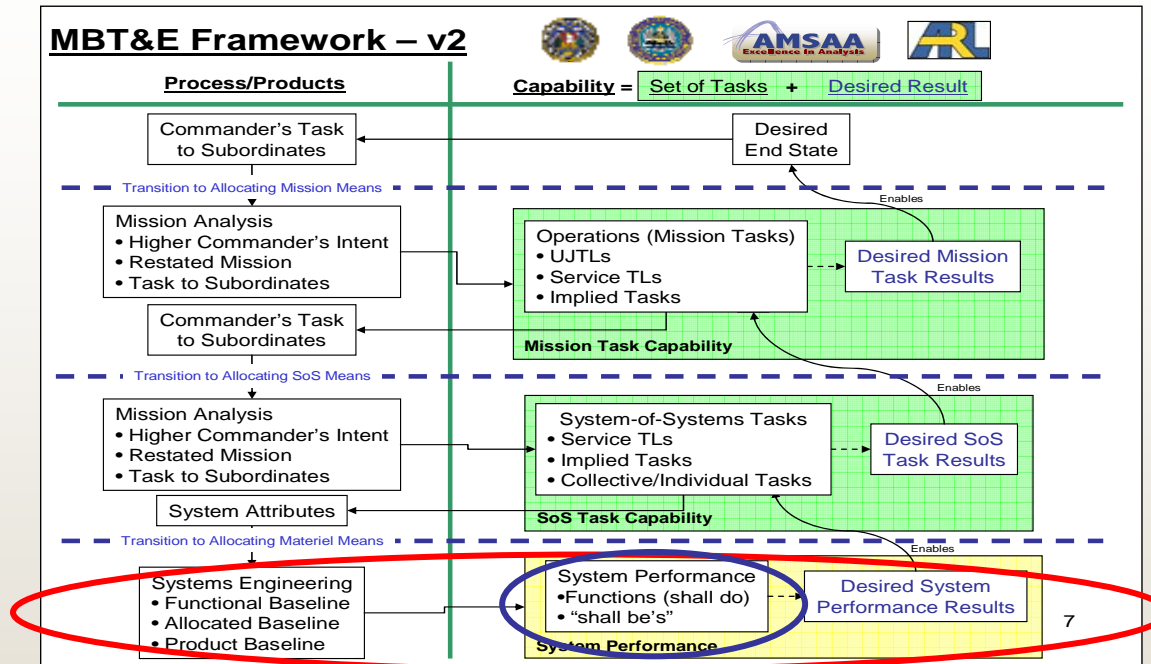 MBT&E Framework – v2
AMSAA
Excellence in Analysis
ARL
Process/Products
Capability = Set of Tasks + Desired Result
Commander's Task
to Subordinates
Desired
End State
Transition to Allocating Mission Means
Enables
Mission Analysis
• Higher Commander's Intent
• Restated Mission
• Task to Subordinates
Operations (Mission Tasks)
• UJTLs
• Service TLs
• Implied Tasks
Desired Mission
Task Results
Commander's Task
to Subordinates
Mission Task Capability
Transition to Allocating SoS Means
Enables
Mission Analysis
• Higher Commander's Intent
• Restated Mission
• Task to Subordinates
System-of-Systems Tasks
• Service TLs
• Implied Tasks
• Collective/Individual Tasks
Desired SoS
Task Results
System Attributes
SoS Task Capability
Transition to Allocating Materiel Means
Enables
Systems Engineering
• Functional Baseline
• Allocated Baseline
• Product Baseline
System Performance
•Functions (shall do)
• "shall be's"
Desired System
Performance Results
System Performance
7